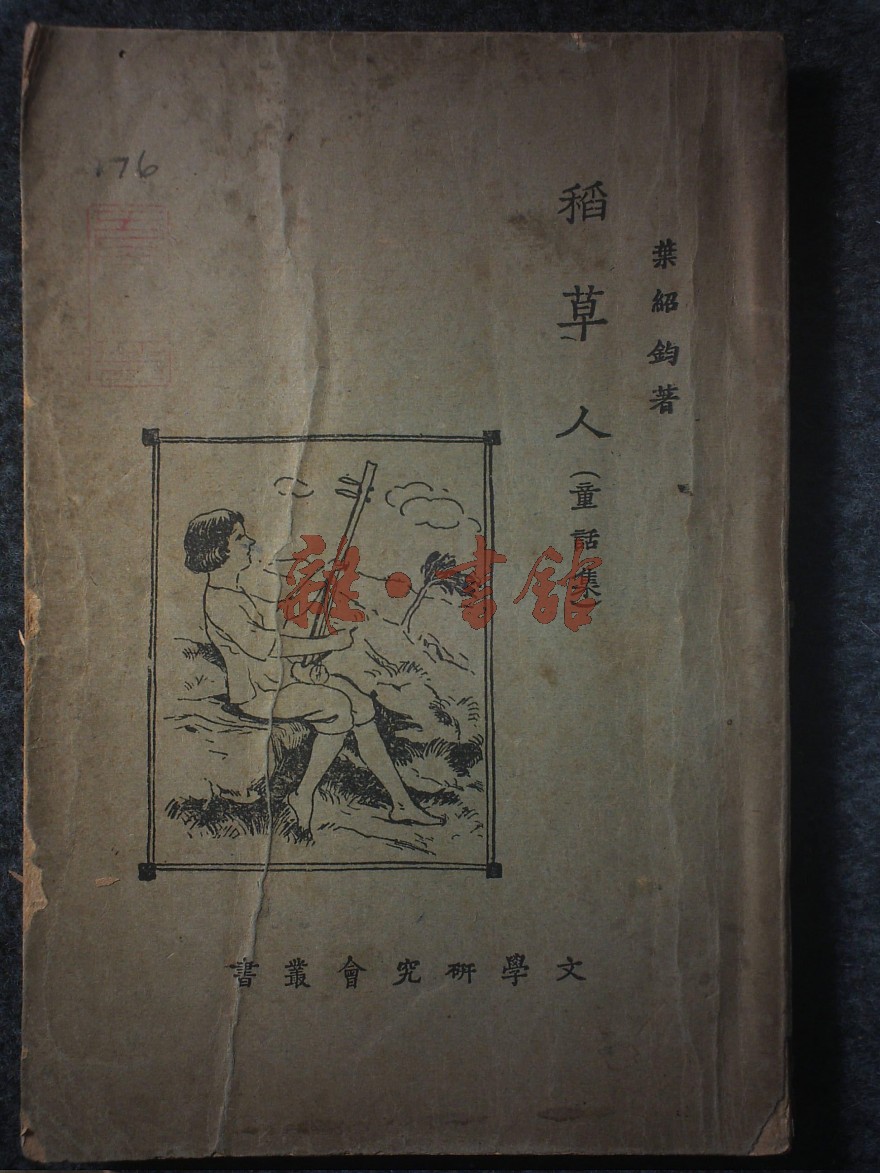 葉紹鈞著
稻草人(童話集)
176
雜·書館
文學研究會叢書